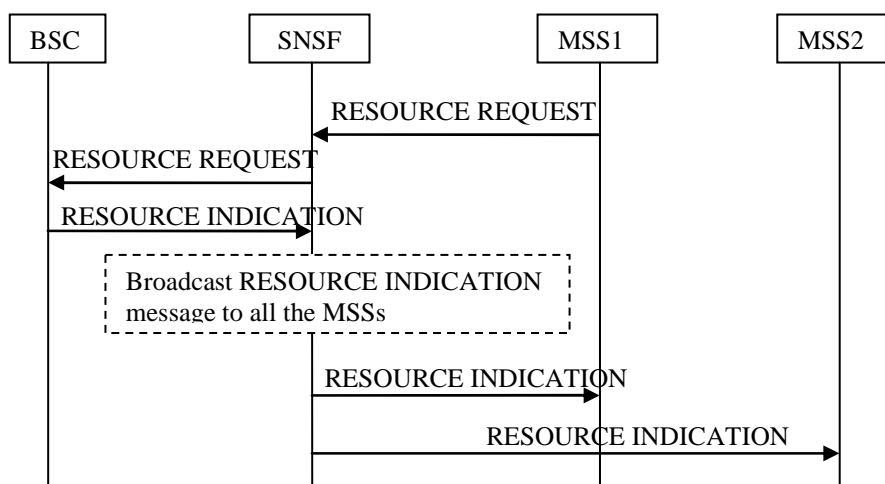 BSC
SNSF
MSS1
MSS2
RESOURCE REQUEST
RESOURCE REQUEST
RESOURCE INDICATION
Broadcast RESOURCE INDICATION
message to all the MSSs
RESOURCE INDICATION
RESOURCE INDICATION